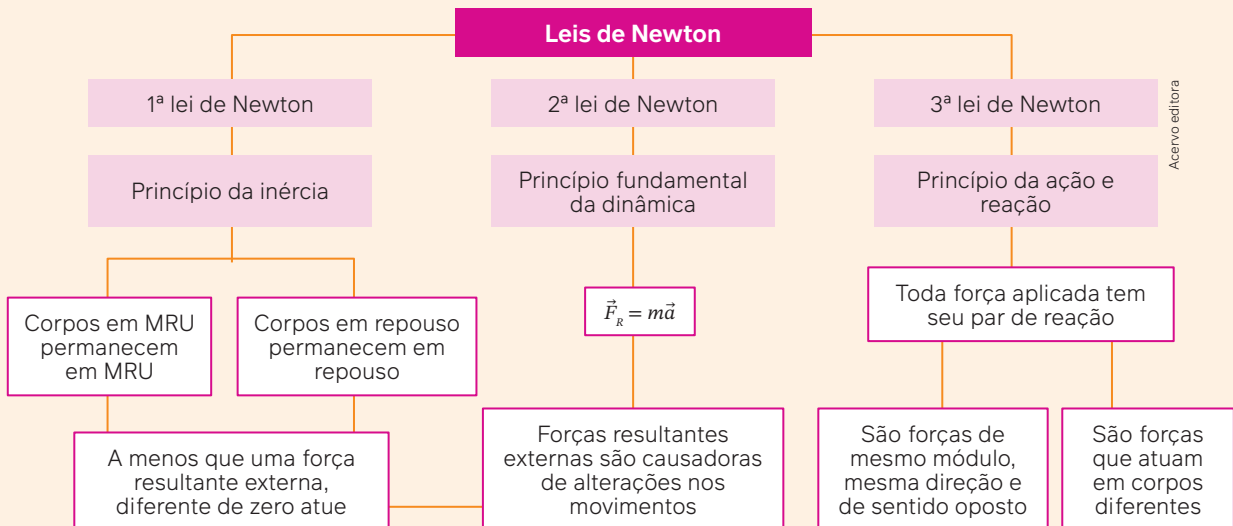 Leis de Newton
1ª lei de Newton
2ª lei de Newton
3ª lei de Newton
Acervo editora
Princípio da inércia
Princípio fundamental
da dinâmica
Princípio da ação e
reação
Corpos em MRU
permanecem
em MRU
Corpos em repouso
permanecem em
repouso
\vec{F}_R = m\vec{a}
Toda força aplicada tem
seu par de reação
A menos que uma força
resultante externa,
diferente de zero atue
Forças resultantes
externas são causadoras
de alterações nos
movimentos
São forças de
mesmo módulo,
mesma direção e
de sentido oposto
São forças
que atuam
em corpos
diferentes